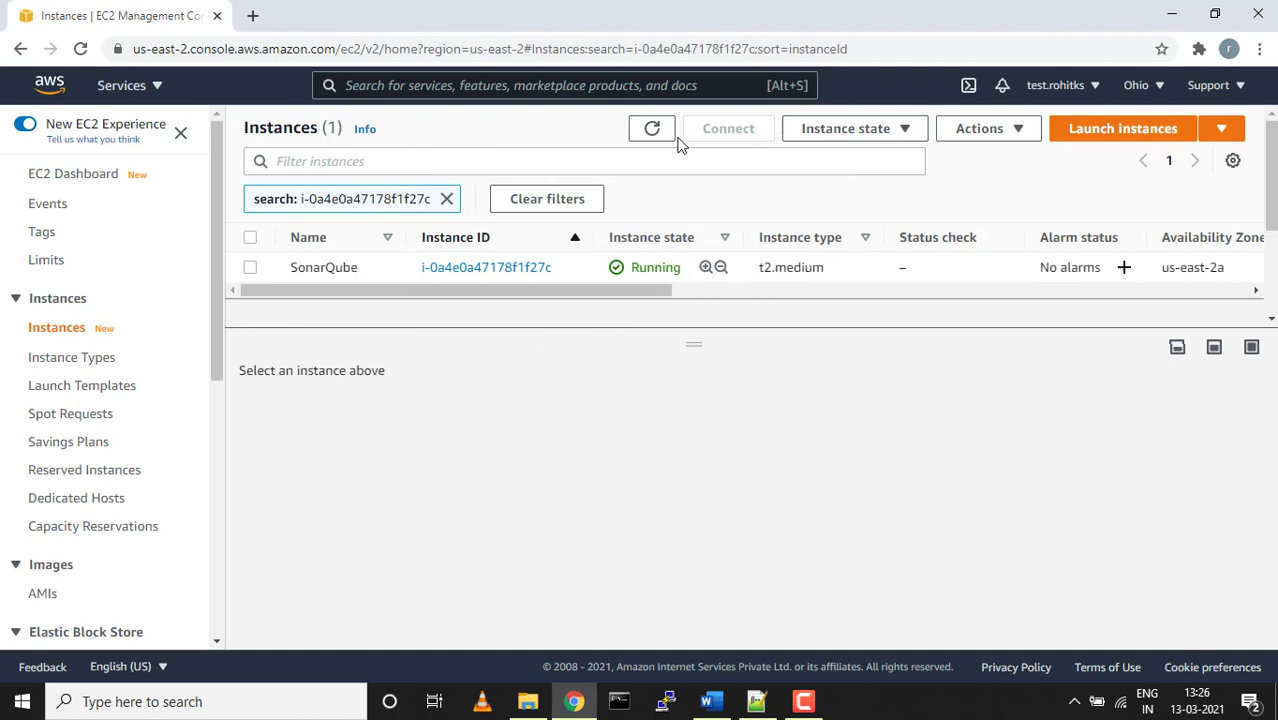 Instances | EC2 Management Con
us-east-2.console.aws.amazon.com/ec2/v2/home?region=us-east-2#Instances:search=i-0a4e0a47178f1f27c;sort=instanceId
r
aws
Services
Search for services, features, marketplace products, and docs
[Alt+S]
test.rohitks
Ohio
Support
New EC2 Experience
Tell us what you think
EC2 Dashboard New
Events
Tags
Limits
Instances
Instances New
Instance Types
Launch Templates
Spot Requests
Savings Plans
Reserved Instances
Dedicated Hosts
Capacity Reservations
Images
AMIs
Elastic Block Store
Instances (1) Info
Connect
Instance state
Actions
Launch instances
Filter instances
1
search: i-0a4e0a47178f1f27c
Clear filters
Name Instance ID Instance state Instance type Status check Alarm status Availability Zone
SonarQube i-0a4e0a47178f1f27c Running t2.medium – No alarms + us-east-2a
Select an instance above
Feedback English (US) © 2008 - 2021, Amazon Internet Services Private Ltd. or its affiliates. All rights reserved. Privacy Policy Terms of Use Cookie preferences
Type here to search
ENG
IN
13:26
13-03-2021
2